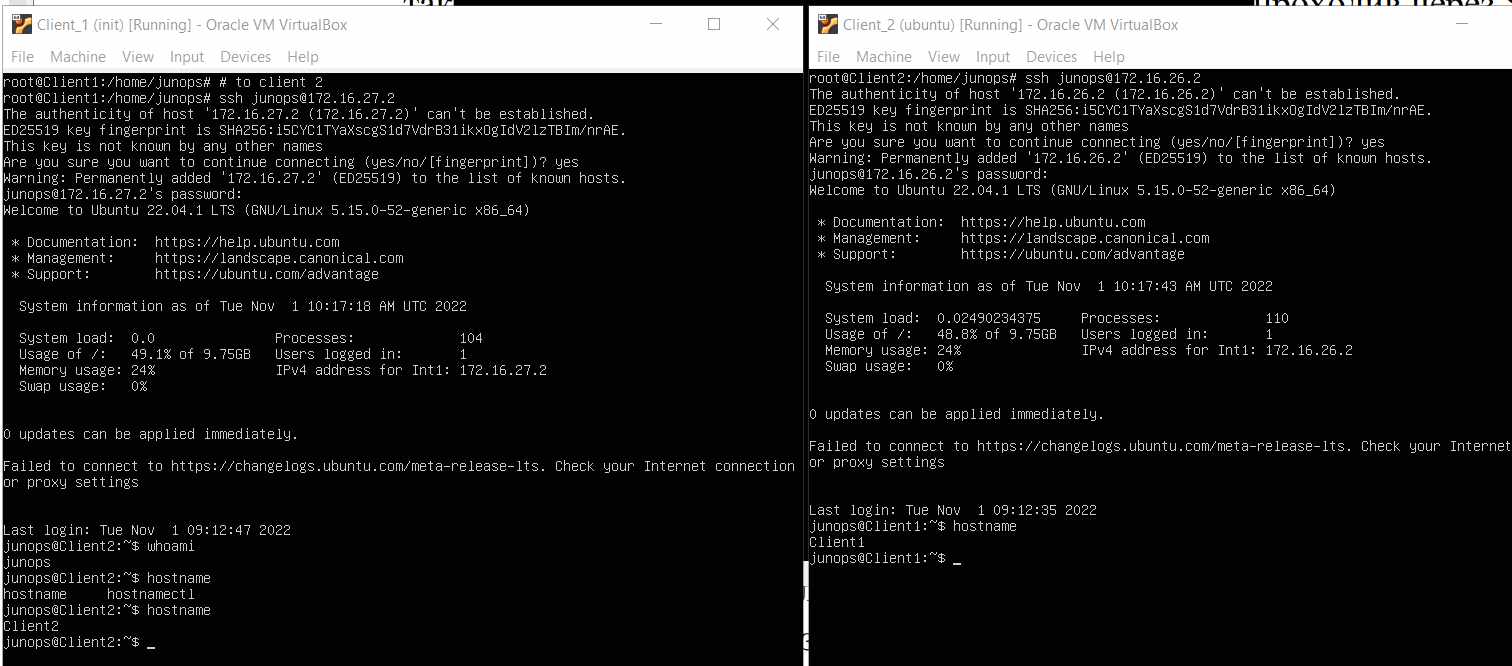 так
проходив через
Client_1 (init) [Running] - Oracle VM VirtualBox
File Machine View Input Devices Help
root@Client1:/home/junops# # to client 2
root@Client1:/home/junops# ssh junops@172.16.27.2
The authenticity of host '172.16.27.2 (172.16.27.2)' can't be established.
ED25519 key fingerprint is SHA256:i5CYC1TYaXscgS1d7VdrB31ikxOgIdV2lzTBIm/nrAE.
This key is not known by any other names
Are you sure you want to continue connecting (yes/no/[fingerprint])? yes
Warning: Permanently added '172.16.27.2' (ED25519) to the list of known hosts.
junops@172.16.27.2's password:
Welcome to Ubuntu 22.04.1 LTS (GNU/Linux 5.15.0-52-generic x86_64)
* Documentation:  https://help.ubuntu.com
* Management:     https://landscape.canonical.com
* Support:        https://ubuntu.com/advantage
System information as of Tue Nov  1 10:17:18 AM UTC 2022
System load:  0.0               Processes:             104
Usage of /:   49.1% of 9.75GB   Users logged in:       1
Memory usage: 24%               IPv4 address for Int1: 172.16.27.2
Swap usage:   0%
0 updates can be applied immediately.
Failed to connect to https://changelogs.ubuntu.com/meta-release-lts. Check your Internet connection
or proxy settings
Last login: Tue Nov  1 09:12:47 2022
junops@Client2:~$ whoami
junops
junops@Client2:~$ hostname
hostname     hostnamectl
junops@Client2:~$ hostname
Client2
junops@Client2:~$ _
Client_2 (ubuntu) [Running] - Oracle VM VirtualBox
File Machine View Input Devices Help
root@Client2:/home/junops# ssh junops@172.16.26.2
The authenticity of host '172.16.26.2 (172.16.26.2)' can't be established.
ED25519 key fingerprint is SHA256:i5CYC1TYaXscgS1d7VdrB31ikxOgIdV2lzTBIm/nrAE.
This key is not known by any other names
Are you sure you want to continue connecting (yes/no/[fingerprint])? yes
Warning: Permanently added '172.16.26.2' (ED25519) to the list of known hosts.
junops@172.16.26.2's password:
Welcome to Ubuntu 22.04.1 LTS (GNU/Linux 5.15.0-52-generic x86_64)
* Documentation:  https://help.ubuntu.com
* Management:     https://landscape.canonical.com
* Support:        https://ubuntu.com/advantage
System information as of Tue Nov  1 10:17:43 AM UTC 2022
System load:  0.02490234375     Processes:             110
Usage of /:   48.8% of 9.75GB   Users logged in:       1
Memory usage: 24%               IPv4 address for Int1: 172.16.26.2
Swap usage:   0%
0 updates can be applied immediately.
Failed to connect to https://changelogs.ubuntu.com/meta-release-lts. Check your Internet
or proxy settings
Last login: Tue Nov  1 09:12:35 2022
junops@Client1:~$ hostname
Client1
junops@Client1:~$ _